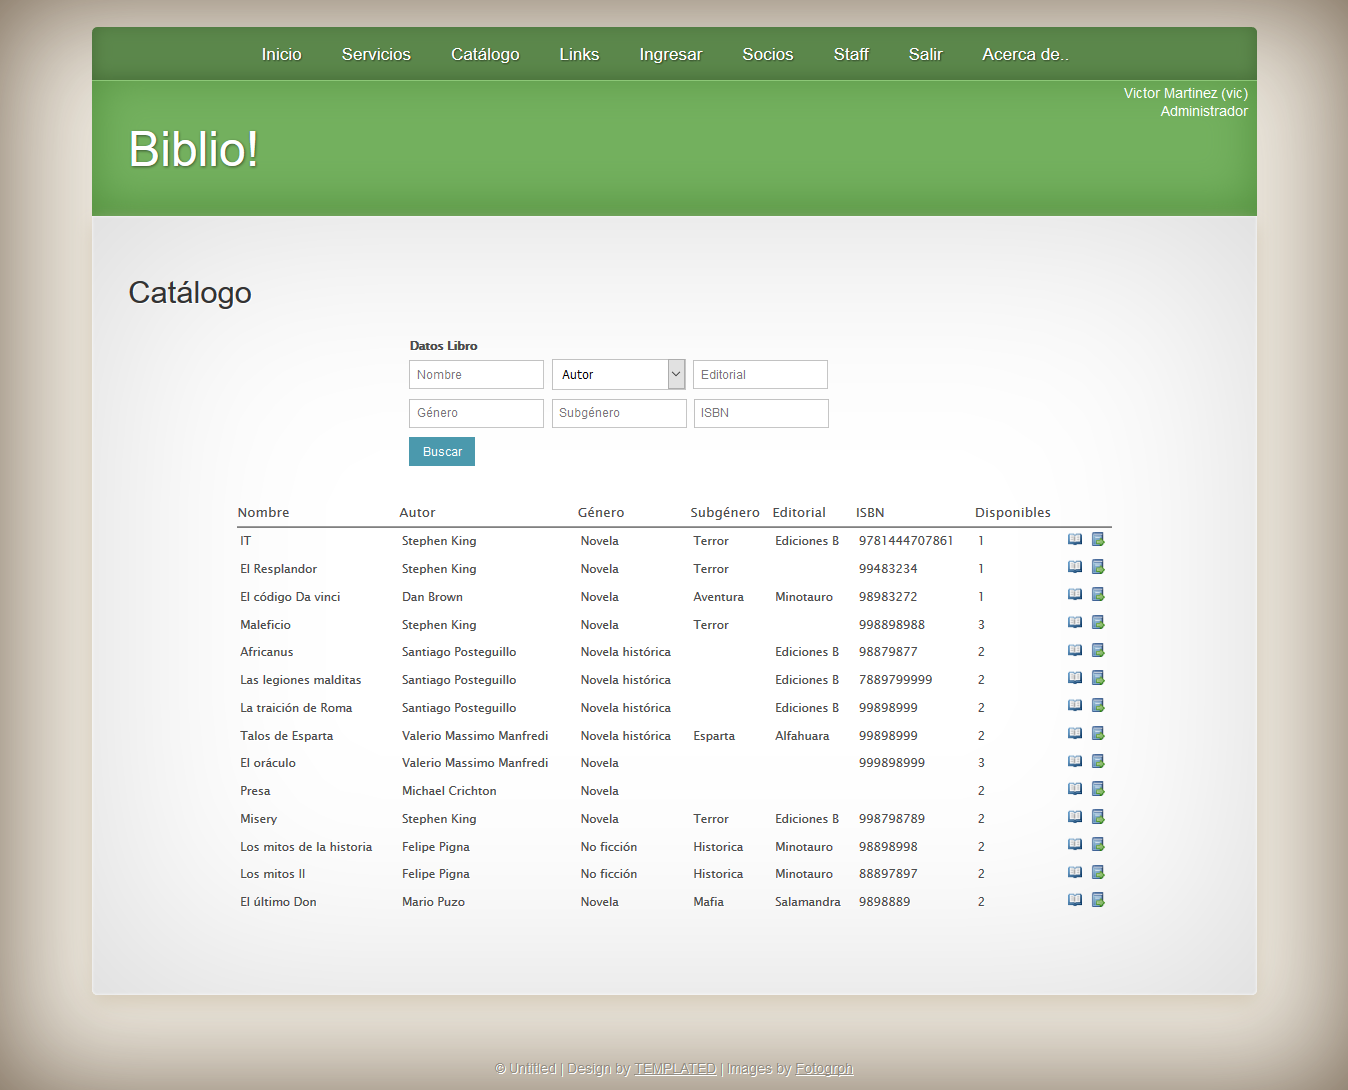 Inicio Servicios Catálogo Links Ingresar Socios Staff Salir Acerca de..
Victor Martinez (vic)
Administrador
Biblio!
Catálogo
Datos Libro
Nombre Autor Editorial
Género Subgénero ISBN
Buscar
Nombre Autor Género Subgénero Editorial ISBN Disponibles
IT Stephen King Novela Terror Ediciones B 9781444707861 1
El Resplandor Stephen King Novela Terror 99483234 1
El código Da vinci Dan Brown Novela Aventura Minotauro 98983272 1
Maleficio Stephen King Novela Terror 998898988 3
Africanus Santiago Posteguillo Novela histórica Ediciones B 98879877 2
Las legiones malditas Santiago Posteguillo Novela histórica Ediciones B 7889799999 2
La traición de Roma Santiago Posteguillo Novela histórica Ediciones B 99898999 2
Talos de Esparta Valerio Massimo Manfredi Novela histórica Esparta Alfahuara 99898999 2
El oráculo Valerio Massimo Manfredi Novela 999898999 3
Presa Michael Crichton Novela 2
Misery Stephen King Novela Terror Ediciones B 998798789 2
Los mitos de la historia Felipe Pigna No ficción Historica Minotauro 98898998 2
Los mitos II Felipe Pigna No ficción Historica Minotauro 88897897 2
El último Don Mario Puzo Novela Mafia Salamandra 9898889 2
© Untitled | Design by TEMPLATED | Images by Fotogrph